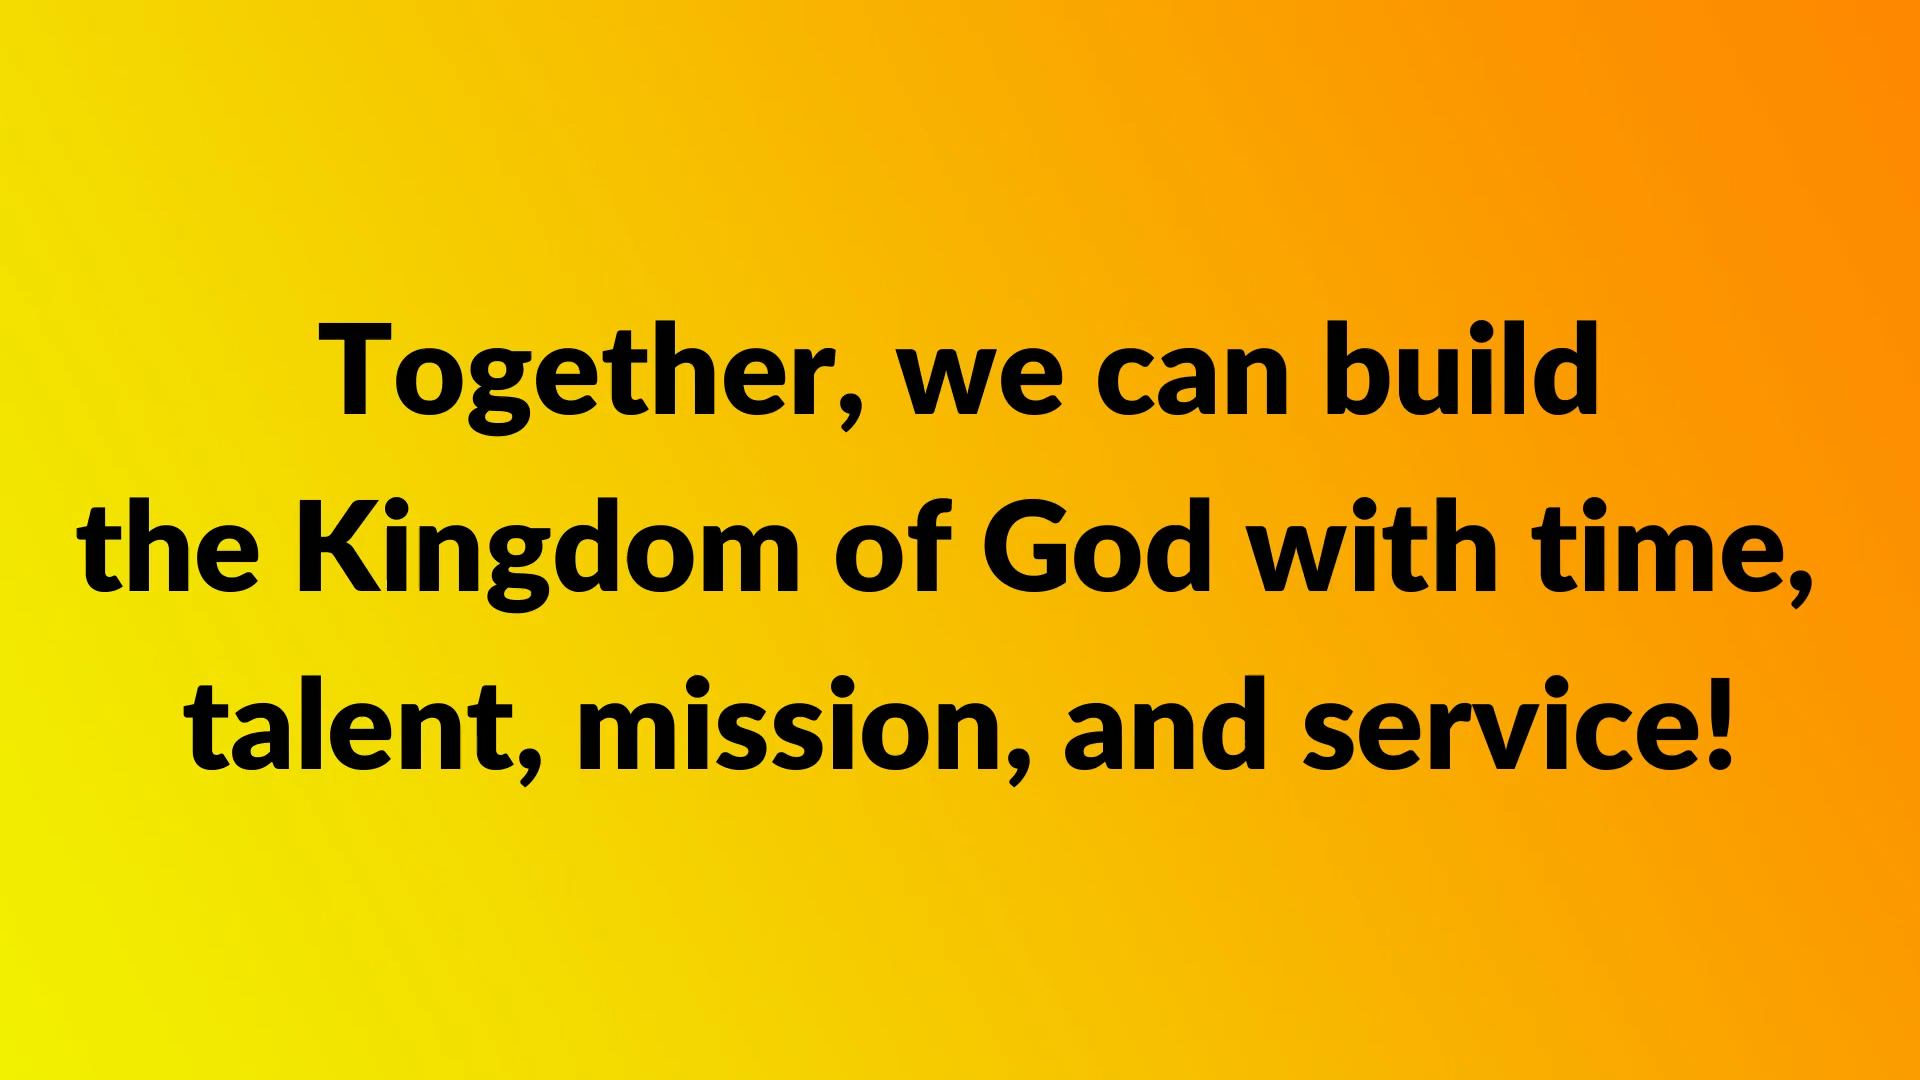 Together, we can build
the Kingdom of God with time,
talent, mission, and service!